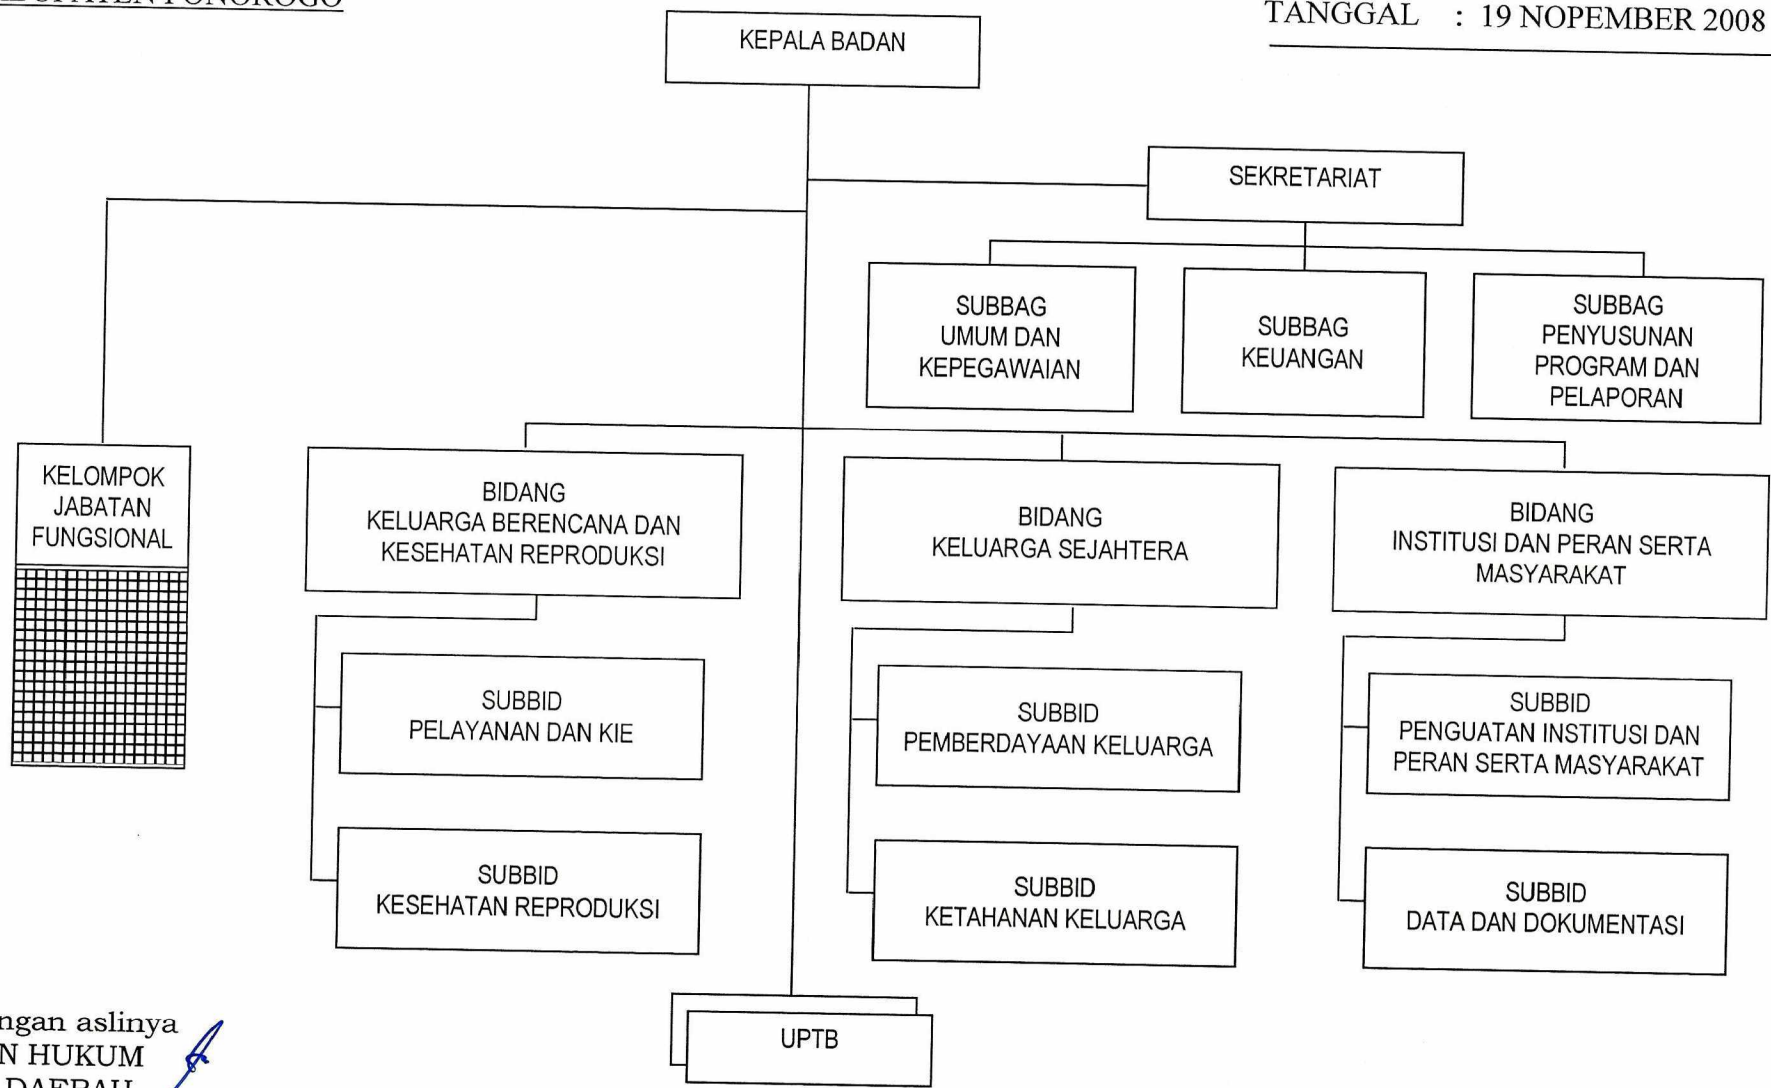 KABUPATEN PONOROGO
TANGGAL : 19 NOPEMBER 2008
KEPALA BADAN
SEKRETARIAT
SUBBAG
UMUM DAN
KEPEGAWAIAN
SUBBAG
KEUANGAN
SUBBAG
PENYUSUNAN
PROGRAM DAN
PELAPORAN
KELOMPOK
JABATAN
FUNGSIONAL
BIDANG
KELUARGA BERENCANA DAN
KESEHATAN REPRODUKSI
BIDANG
KELUARGA SEJAHTERA
BIDANG
INSTITUSI DAN PERAN SERTA
MASYARAKAT
SUBBID
PELAYANAN DAN KIE
SUBBID
PEMBERDAYAAN KELUARGA
SUBBID
PENGUATAN INSTITUSI DAN
PERAN SERTA MASYARAKAT
SUBBID
KESEHATAN REPRODUKSI
SUBBID
KETAHANAN KELUARGA
SUBBID
DATA DAN DOKUMENTASI
UPTB
ngan aslinya
N HUKUM
DAERAH